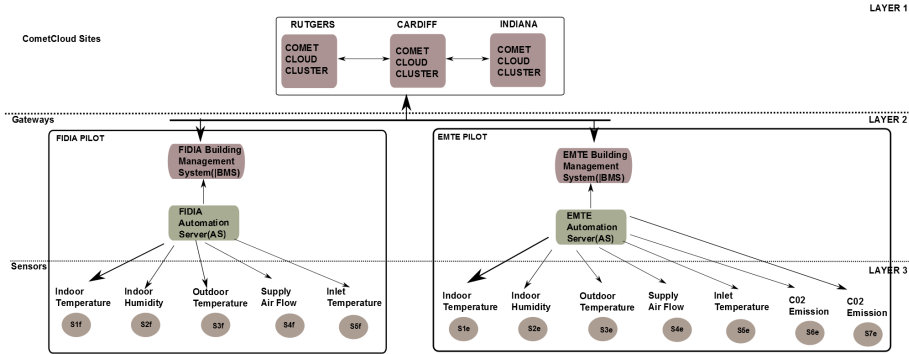 LAYER 1
RUTGERS CARDIFF INDIANA
CometCloud Sites
COMET
CLOUD
CLUSTER
COMET
CLOUD
CLUSTER
COMET
CLOUD
CLUSTER
Gateways
LAYER 2
FIDIA PILOT
FIDIA Building
Management
System(|BMS)
FIDIA
Automation
Server(AS)
EMTE PILOT
EMTE Building
Management
System(|BMS)
EMTE
Automation
Server(AS)
Sensors
LAYER 3
Indoor
Temperature
S1f
Indoor
Humidity
S2f
Outdoor
Temperature
S3f
Supply
Air Flow
S4f
Inlet
Temperature
S5f
Indoor
Temperature
S1e
Indoor
Humidity
S2e
Outdoor
Temperature
S3e
Supply
Air Flow
S4e
Inlet
Temperature
S5e
C02
Emission
S6e
C02
Emission
S7e